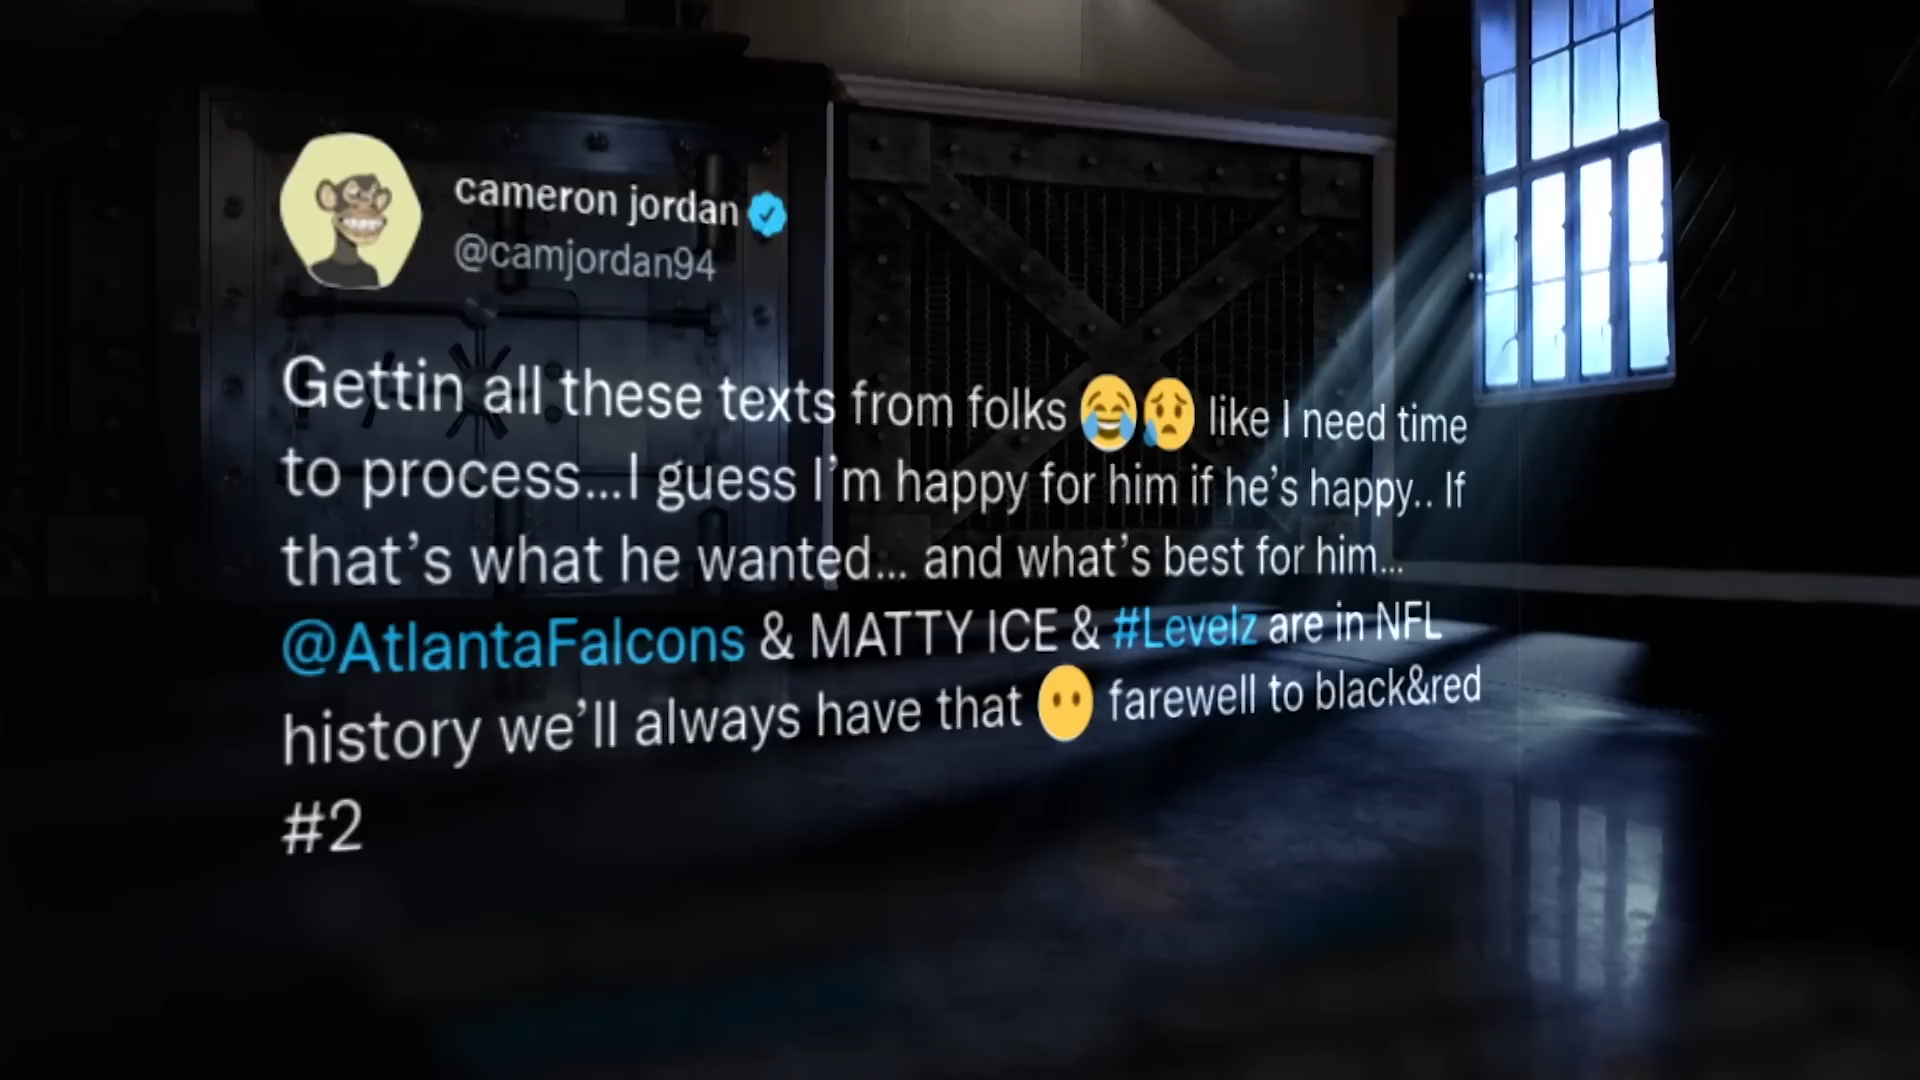 cameron jordan
@camjordan94
Gettin all these texts from folks 😂😥 like I need time
to process...I guess I’m happy for him if he’s happy.. If
that’s what he wanted... and what’s best for him...
@AtlantaFalcons & MATTY ICE & #Levelz are in NFL
history we’ll always have that 😶 farewell to black&red
#2